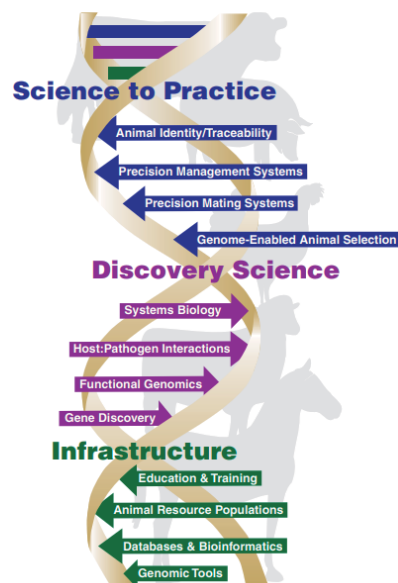 Science to Practice
Animal Identity/Traceability
Precision Management Systems
Precision Mating Systems
Genome-Enabled Animal Selection
Discovery Science
Systems Biology
Host:Pathogen Interactions
Functional Genomics
Gene Discovery
Infrastructure
Education & Training
Animal Resource Populations
Databases & Bioinformatics
Genomic Tools